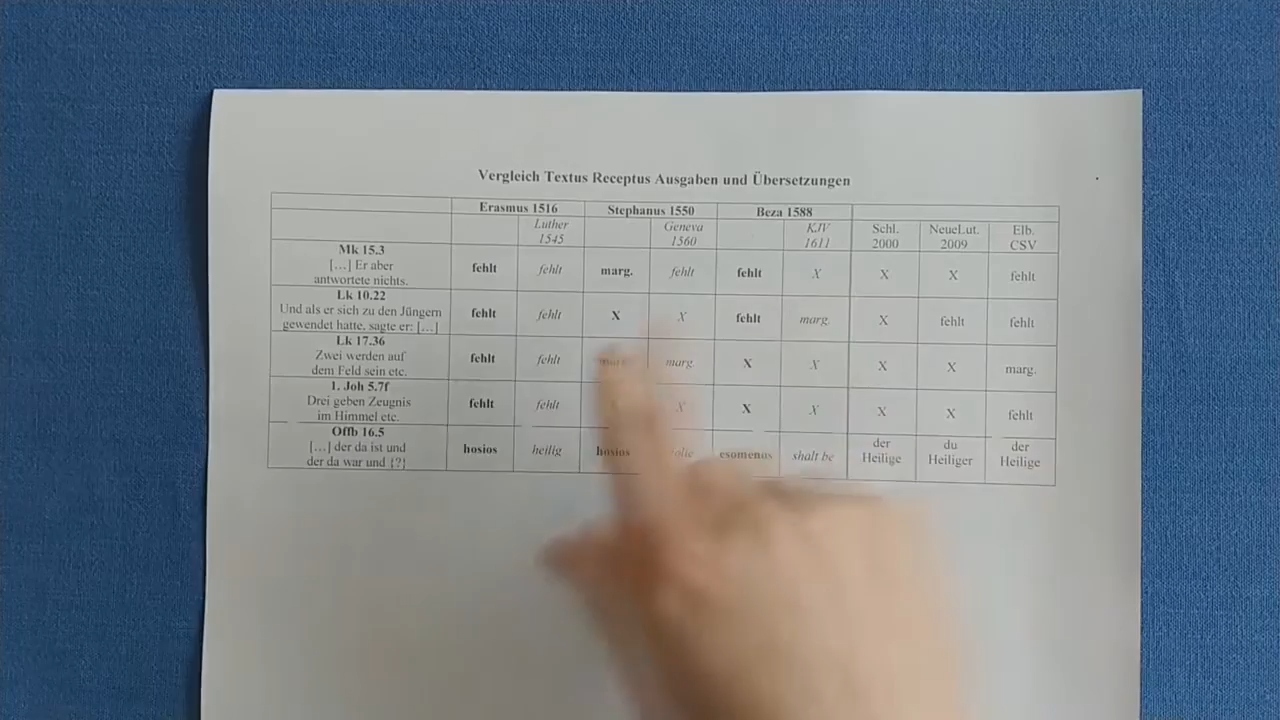 Vergleich Textus Receptus Ausgaben und Übersetzungen
Erasmus 1516 Stephanus 1550 Beza 1588
Luther 1545 Geneva 1560 KJV 1611 Schl. 2000 NeueLut. 2009 Elb. CSV
Mk 15.3
[…] Er aber
antwortete nichts.
fehlt fehlt marg. fehlt fehlt X X X fehlt
Lk 10.22
Und als er sich zu den Jüngern
gewendet hatte, sagte er: […]
fehlt fehlt X X fehlt marg. X fehlt fehlt
Lk 17.36
Zwei werden auf
dem Feld sein etc.
fehlt fehlt marg. marg. X X X X marg.
1. Joh 5.7f
Drei geben Zeugnis
im Himmel etc.
fehlt fehlt X X X X X fehlt
Offb 16.5
[…] der da ist und
der da war und {?}
hosios heilig hosios esomenos shalt be der Heilige du Heiliger der Heilige